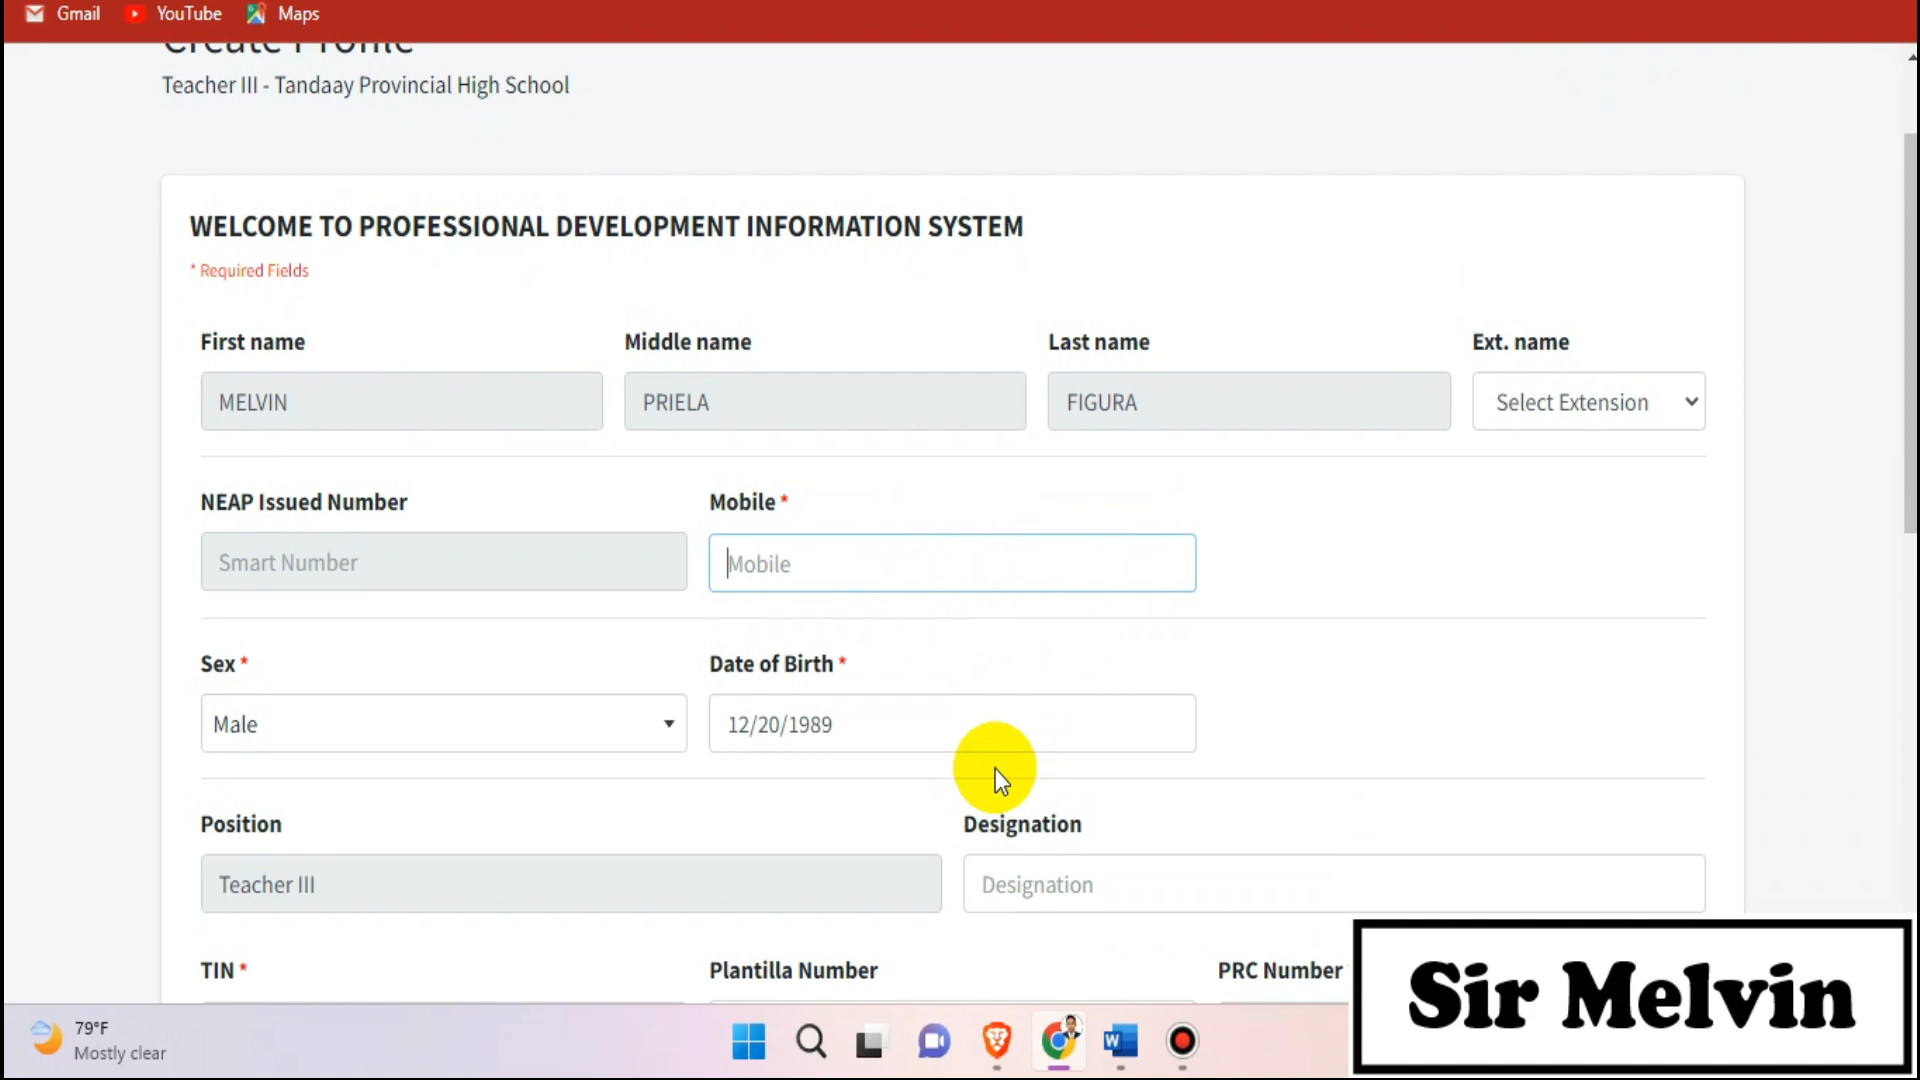 Gmail YouTube Maps
Create Profile
Teacher III - Tandaay Provincial High School
WELCOME TO PROFESSIONAL DEVELOPMENT INFORMATION SYSTEM
* Required Fields
First name Middle name Last name Ext. name
MELVIN PRIELA FIGURA Select Extension
NEAP Issued Number Mobile *
Smart Number Mobile
Sex * Date of Birth *
Male 12/20/1989
Position Designation
Teacher III Designation
TIN * Plantilla Number PRC Number
Sir Melvin
79°F
Mostly clear
W